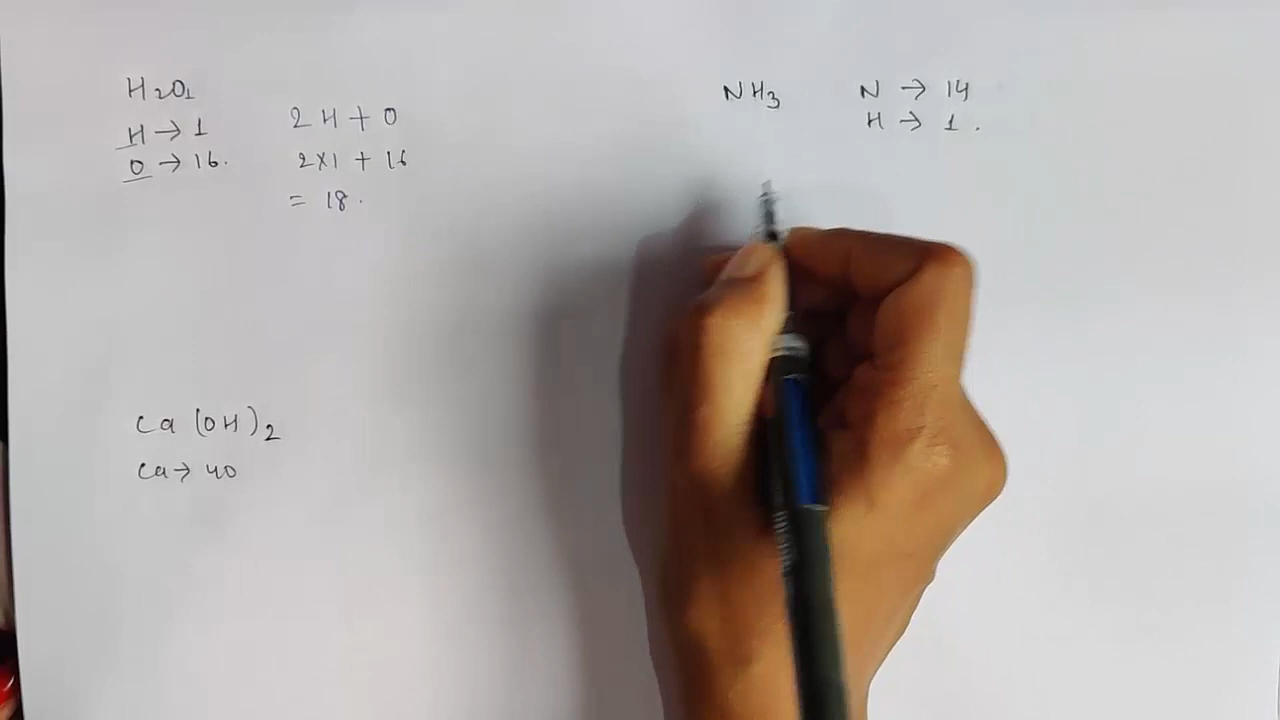 H₂O₁
H → 1
O → 16.
2H + O
2×1 + 16
= 18.
NH₃
N → 14
H → 1.
Ca(OH)₂
Ca → 40